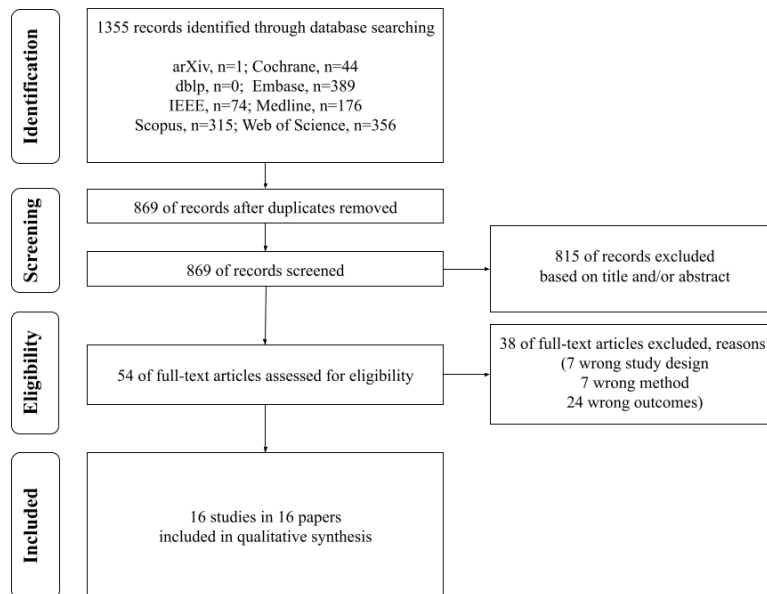 Identification
1355 records identified through database searching
arXiv, n=1; Cochrane, n=44
dblp, n=0; Embase, n=389
IEEE, n=74; Medline, n=176
Scopus, n=315; Web of Science, n=356
Screening
869 of records after duplicates removed
869 of records screened
815 of records excluded
based on title and/or abstract
Eligibility
54 of full-text articles assessed for eligibility
38 of full-text articles excluded, reasons
(7 wrong study design
7 wrong method
24 wrong outcomes)
Included
16 studies in 16 papers
included in qualitative synthesis